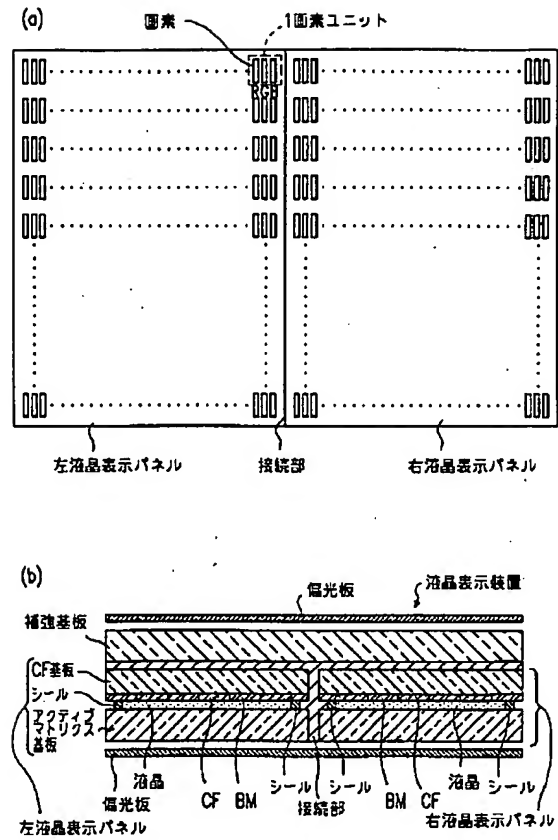 (a)
画素
1画素ユニット
RGB
左液晶表示パネル
接続部
右液晶表示パネル
(b)
偏光板
液晶表示装置
補強基板
CF基板
シール
アクティブ
マトリクス
基板
液晶
CF
BM
シール
接続部
シール
BM
CF
液晶
シール
偏光板
左液晶表示パネル
右液晶表示パネル